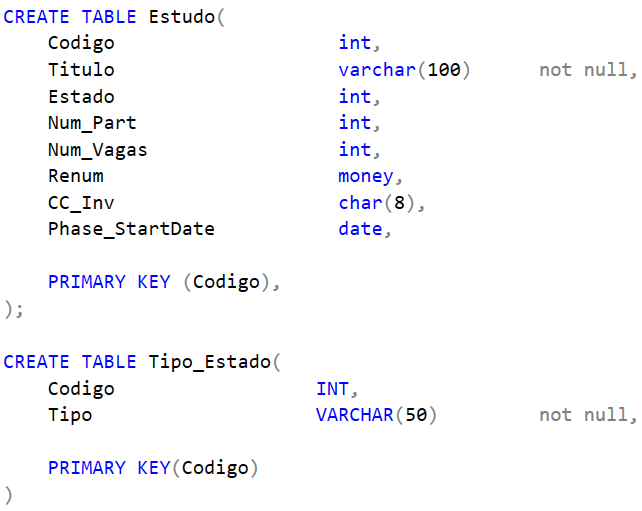 CREATE TABLE Estudo(
Codigo int,
Titulo varchar(100) not null,
Estado int,
Num_Part int,
Num_Vagas int,
Renum money,
CC_Inv char(8),
Phase_StartDate date,
PRIMARY KEY (Codigo),
);
CREATE TABLE Tipo_Estado(
Codigo INT,
Tipo VARCHAR(50) not null,
PRIMARY KEY(Codigo)
)